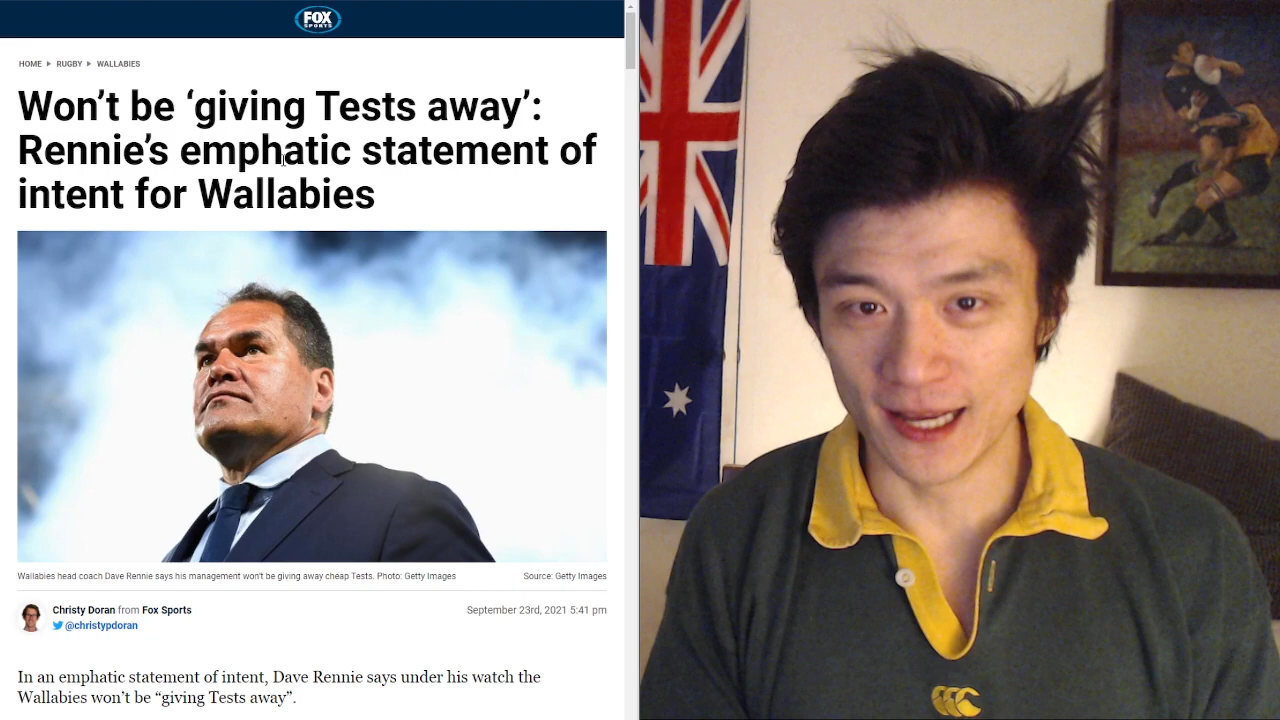 FOX
SPORTS
HOME ▶ RUGBY ▶ WALLABIES
Won’t be ‘giving Tests away’:
Rennie’s emphatic statement of
intent for Wallabies
Wallabies head coach Dave Rennie says his management won't be giving away cheap Tests. Photo: Getty Images Source: Getty Images
Christy Doran from Fox Sports September 23rd, 2021 5:41 pm
@christypdoran
In an emphatic statement of intent, Dave Rennie says under his watch the
Wallabies won’t be “giving Tests away”.